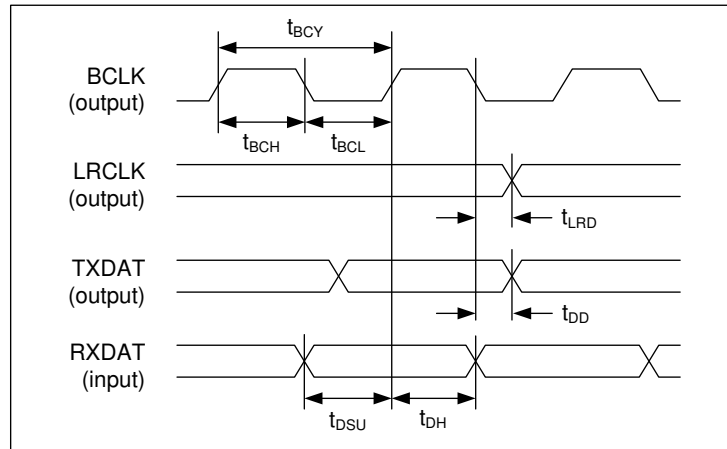 tBCY
BCLK
(output)
tBCH
tBCL
LRCLK
(output)
tLRD
TXDAT
(output)
tDD
RXDAT
(input)
tDSU
tDH